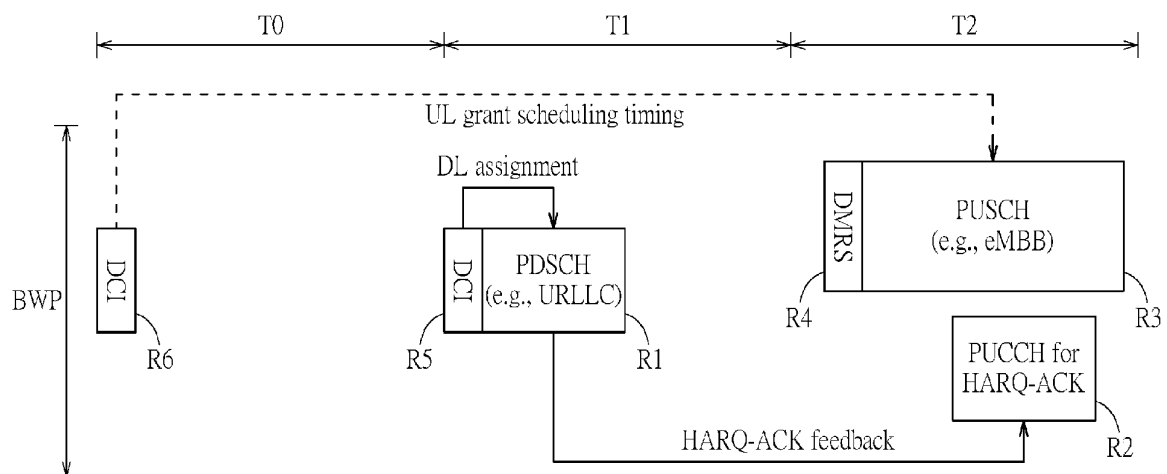 T0
T1
T2
UL grant scheduling timing
DL assignment
BWP
DCI
R6
DCI
R5
PDSCH
(e.g., URLLC)
R1
DMRS
R4
PUSCH
(e.g., eMBB)
R3
PUCCH for
HARQ-ACK
R2
HARQ-ACK feedback